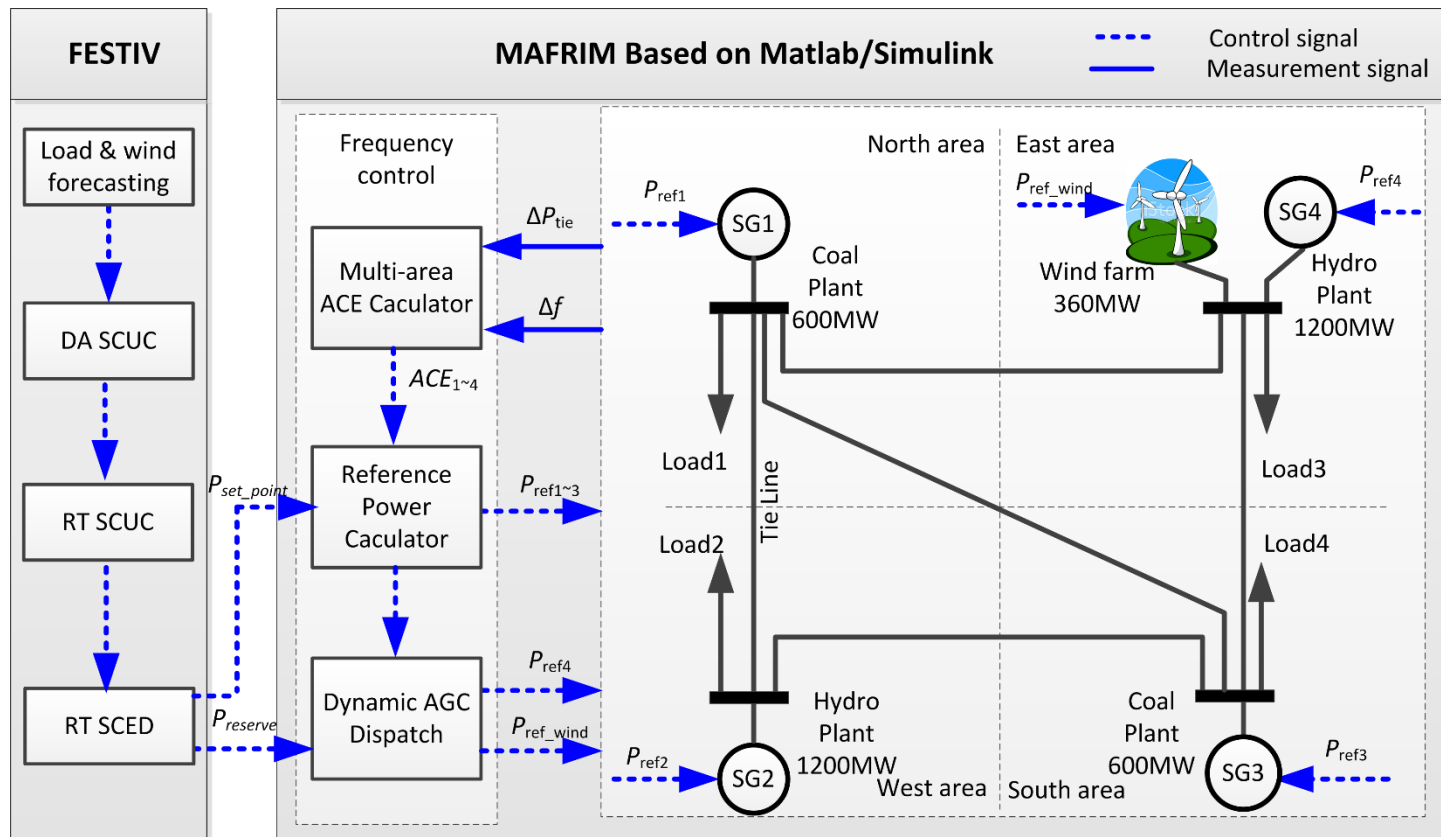 FESTIV
MAFRIM Based on Matlab/Simulink
Control signal
Measurement signal
Load & wind
forecasting
DA SCUC
RT SCUC
RT SCED
Pset_point
Preserve
Frequency
control
Multi-area
ACE Caculator
ΔPtie
Δf
ACE1~4
Reference
Power
Caculator
Pref1~3
Dynamic AGC
Dispatch
Pref4
Pref_wind
North area
East area
Pref1
SG1
Coal
Plant
600MW
Pref_wind
Wind farm
360MW
Pref4
SG4
Hydro
Plant
1200MW
Load1
Load3
Tie Line
Load2
Load4
Pref2
SG2
Hydro
Plant
1200MW
West area
South area
Coal
Plant
600MW
SG3
Pref3